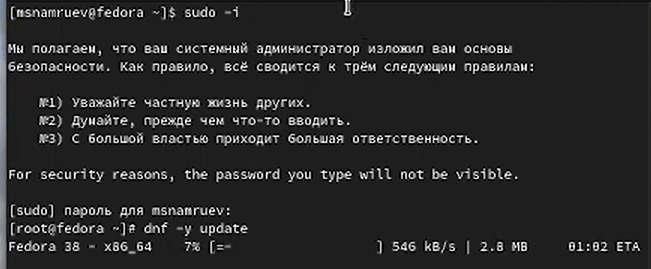 [msnamruev@fedora ~]$ sudo -i
Мы полагаем, что ваш системный администратор изложил вам основы
безопасности. Как правило, всё сводится к трём следующим правилам:
№1) Уважайте частную жизнь других.
№2) Думайте, прежде чем что-то вводить.
№3) С большой властью приходит большая ответственность.
For security reasons, the password you type will not be visible.
[sudo] пароль для msnamruev:
[root@fedora ~]# dnf -y update
Fedora 38 - x86_64    7% [=-                  ] 546 kB/s | 2.8 MB     01:02 ETA